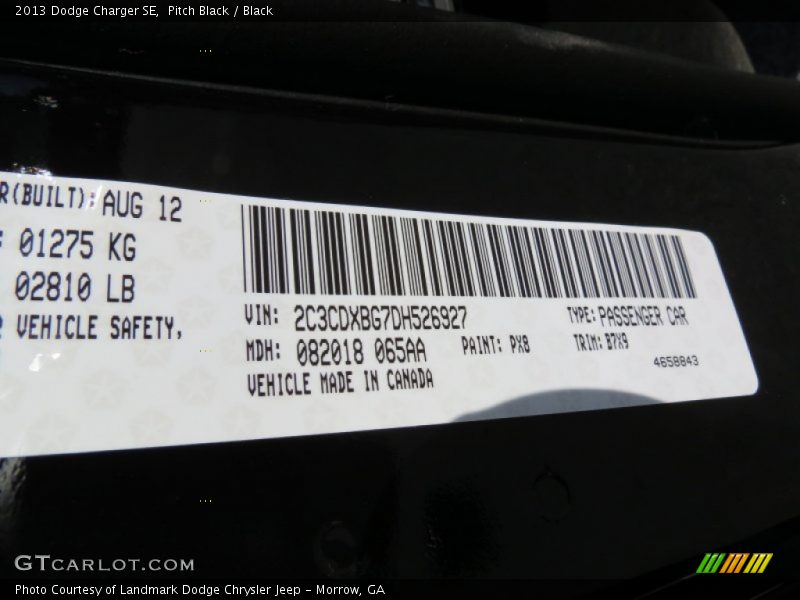 2013 Dodge Charger SE, Pitch Black / Black
R(BUILT): AUG 12
01275 KG
02810 LB
VEHICLE SAFETY,
VIN: 2C3CDXBG7DH526927
TYPE: PASSENGER CAR
MDH: 082018 065AA
PAINT: PX8
TRIM: B7X9
VEHICLE MADE IN CANADA
4658843
GTCARLOT.COM
Photo Courtesy of Landmark Dodge Chrysler Jeep - Morrow, GA